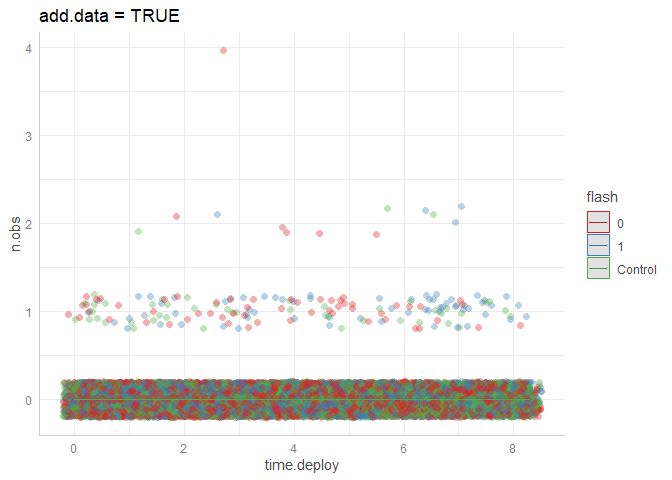 add.data = TRUE
4
3
2
1
0
n.obs
0
2
4
6
8
time.deploy
flash
0
1
Control